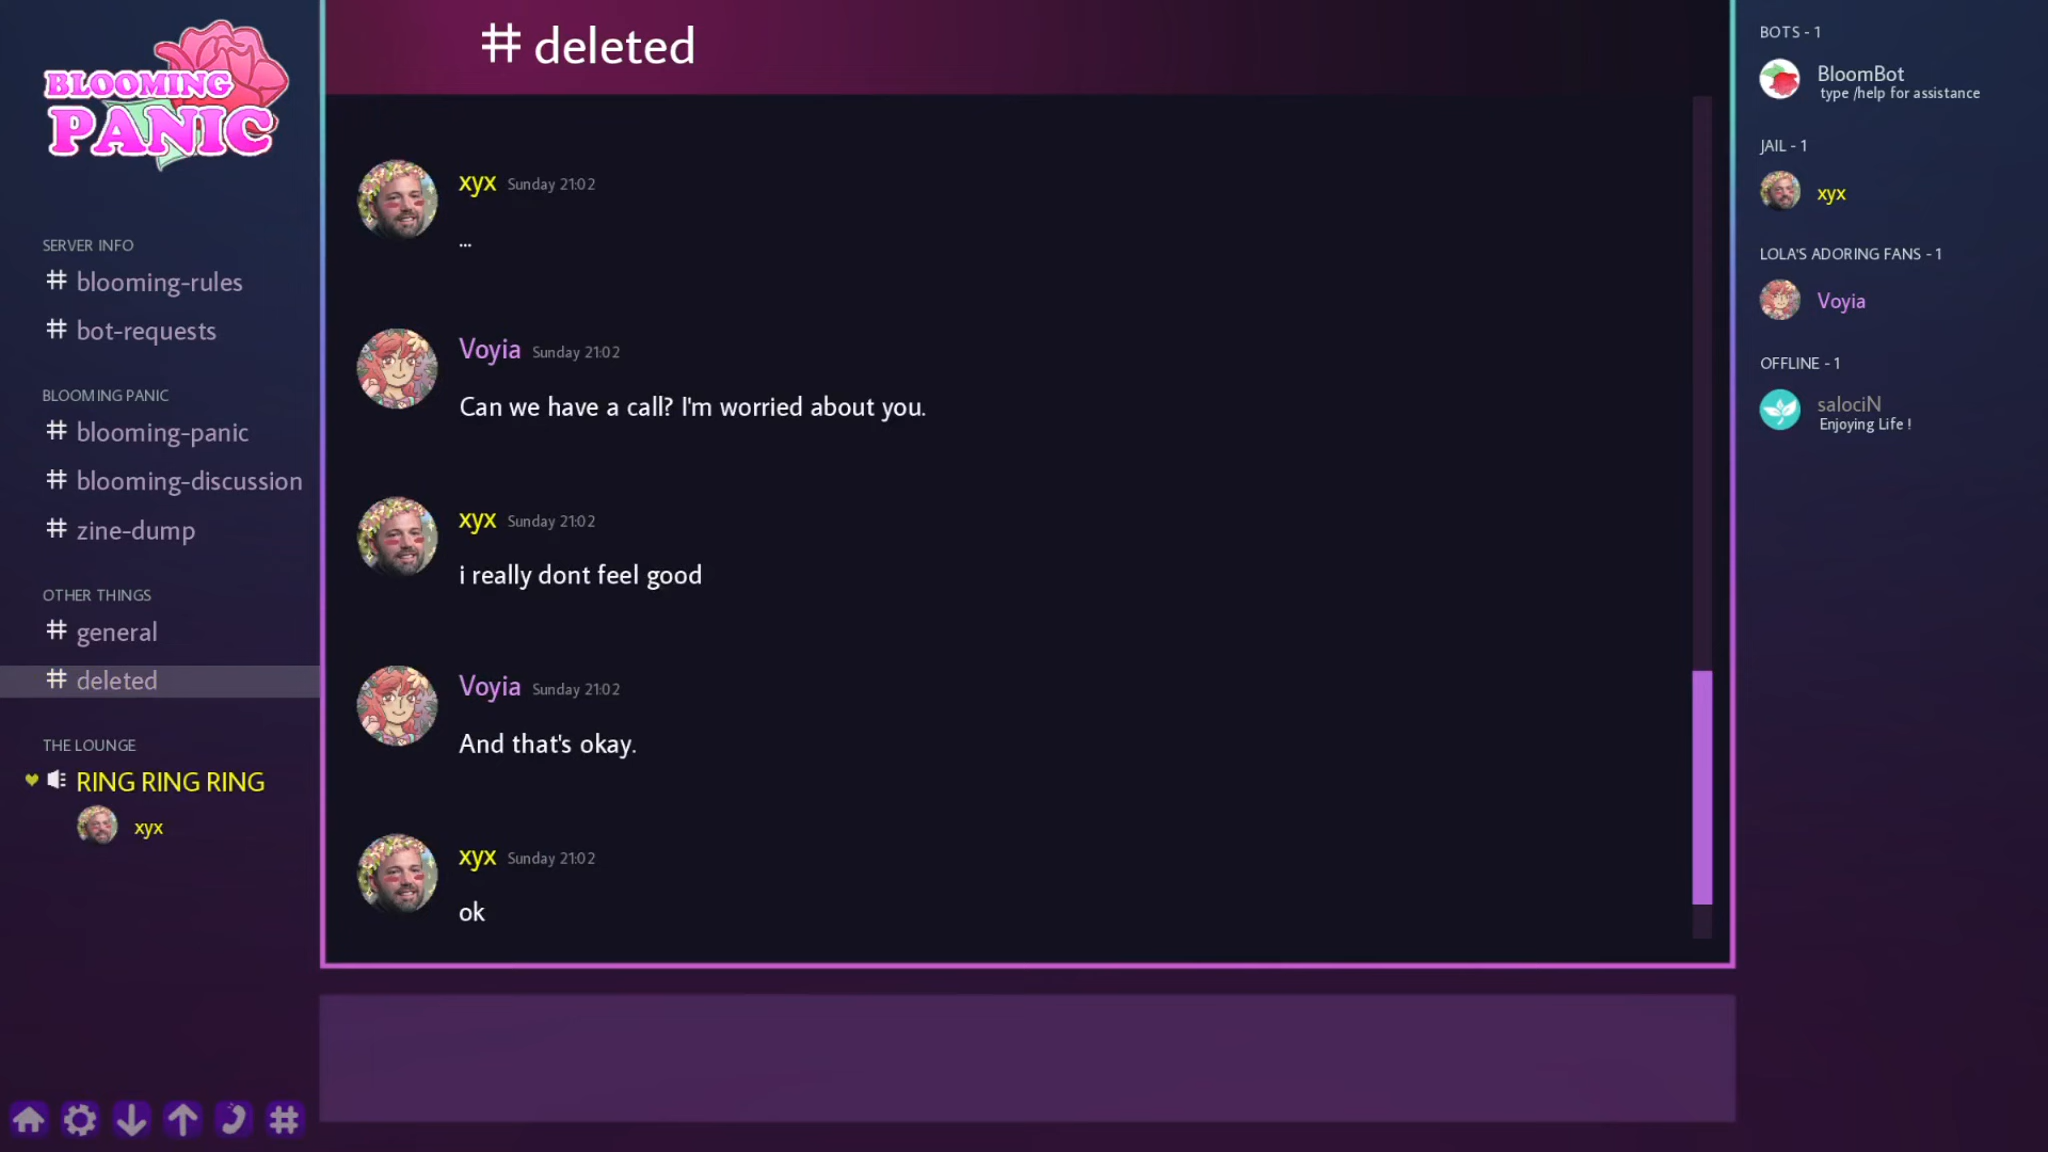 BLOOMING
PANIC
SERVER INFO
# blooming-rules
# bot-requests
BLOOMING PANIC
# blooming-panic
# blooming-discussion
# zine-dump
OTHER THINGS
# general
# deleted
THE LOUNGE
RING RING RING
xyx
# deleted
xyx Sunday 21:02
...
Voyia Sunday 21:02
Can we have a call? I'm worried about you.
xyx Sunday 21:02
i really dont feel good
Voyia Sunday 21:02
And that's okay.
xyx Sunday 21:02
ok
BOTS - 1
BloomBot
type /help for assistance
JAIL - 1
xyx
LOLA'S ADORING FANS - 1
Voyia
OFFLINE - 1
salociN
Enjoying Life !